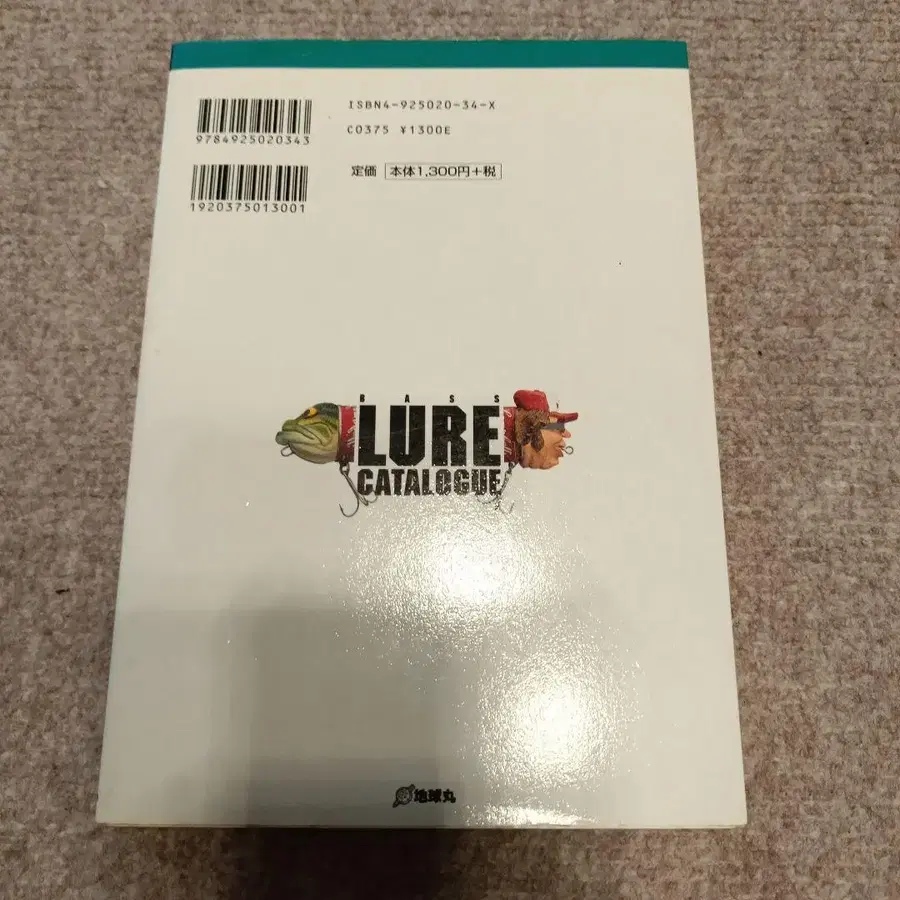 ISBN4-925020-34-X
C0375 ¥1300E
9784925020343
定価 本体1,300円+税
1920375013001
BASS
LURE
CATALOGUE
地球丸